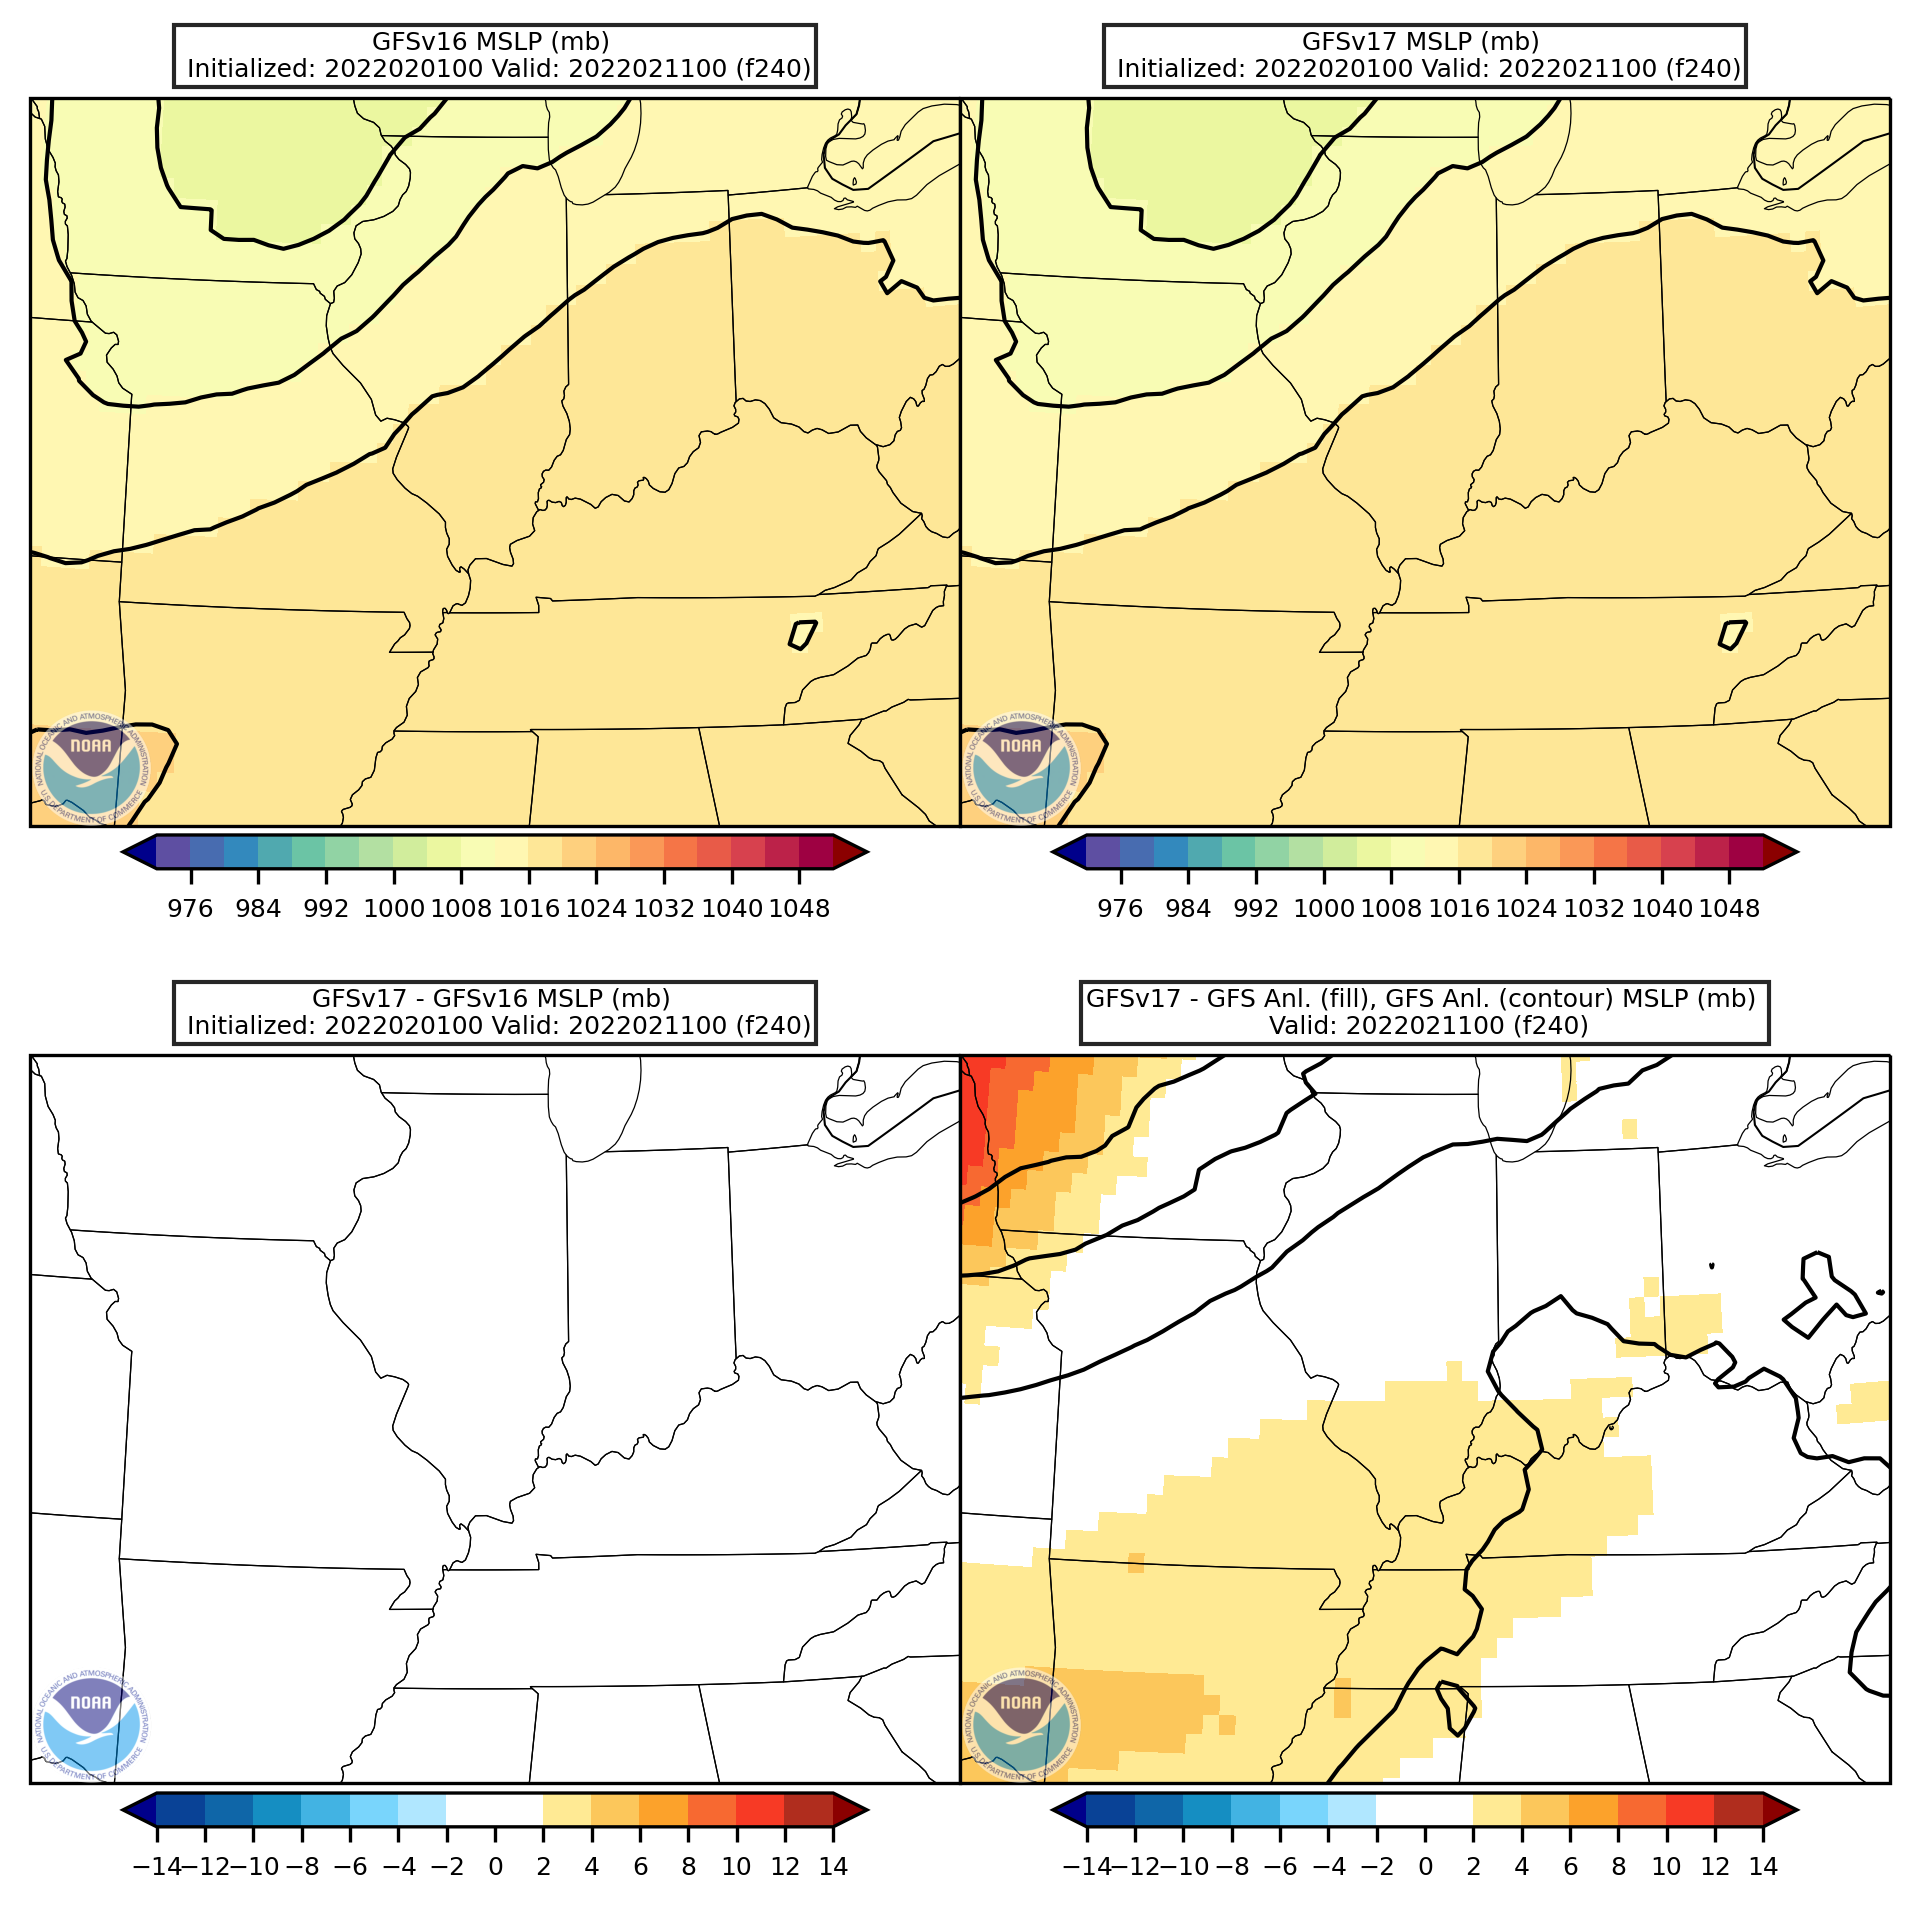 GFSv16 MSLP (mb)
Initialized: 2022020100 Valid: 2022021100 (f240)
GFSv17 MSLP (mb)
Initialized: 2022020100 Valid: 2022021100 (f240)
NATIONAL OCEANIC AND ATMOSPHERIC ADMINISTRATION
NOAA
U.S. DEPARTMENT OF COMMERCE
NATIONAL OCEANIC AND ATMOSPHERIC ADMINISTRATION
NOAA
U.S. DEPARTMENT OF COMMERCE
976 984 992 1000 1008 1016 1024 1032 1040 1048
976 984 992 1000 1008 1016 1024 1032 1040 1048
GFSv17 - GFSv16 MSLP (mb)
Initialized: 2022020100 Valid: 2022021100 (f240)
GFSv17 - GFS Anl. (fill), GFS Anl. (contour) MSLP (mb)
Valid: 2022021100 (f240)
NATIONAL OCEANIC AND ATMOSPHERIC ADMINISTRATION
NOAA
U.S. DEPARTMENT OF COMMERCE
NATIONAL OCEANIC AND ATMOSPHERIC ADMINISTRATION
NOAA
U.S. DEPARTMENT OF COMMERCE
−14 −12 −10 −8 −6 −4 −2 0 2 4 6 8 10 12 14
−14 −12 −10 −8 −6 −4 −2 0 2 4 6 8 10 12 14